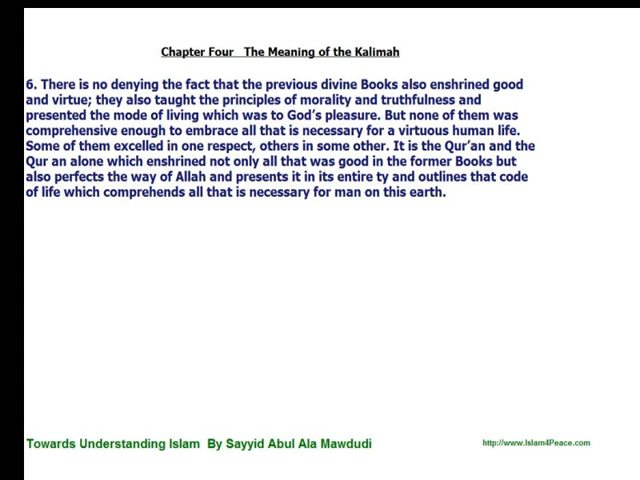 Chapter Four   The Meaning of the Kalimah
6. There is no denying the fact that the previous divine Books also enshrined good
and virtue; they also taught the principles of morality and truthfulness and
presented the mode of living which was to God's pleasure. But none of them was
comprehensive enough to embrace all that is necessary for a virtuous human life.
Some of them excelled in one respect, others in some other. It is the Qur'an and the
Qur an alone which enshrined not only all that was good in the former Books but
also perfects the way of Allah and presents it in its entire ty and outlines that code
of life which comprehends all that is necessary for man on this earth.
Towards Understanding Islam  By Sayyid Abul Ala Mawdudi
http://www.Islam4Peace.com